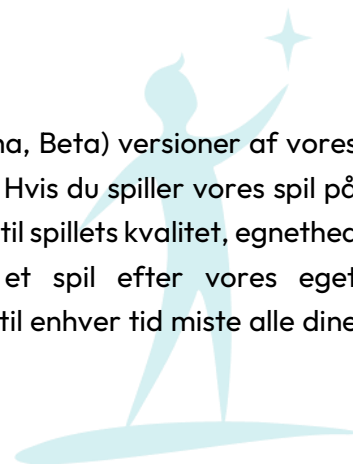 na, Beta) versioner af vores
Hvis du spiller vores spil på
til spillets kvalitet, egnethed
et spil efter vores eget
til enhver tid miste alle dine